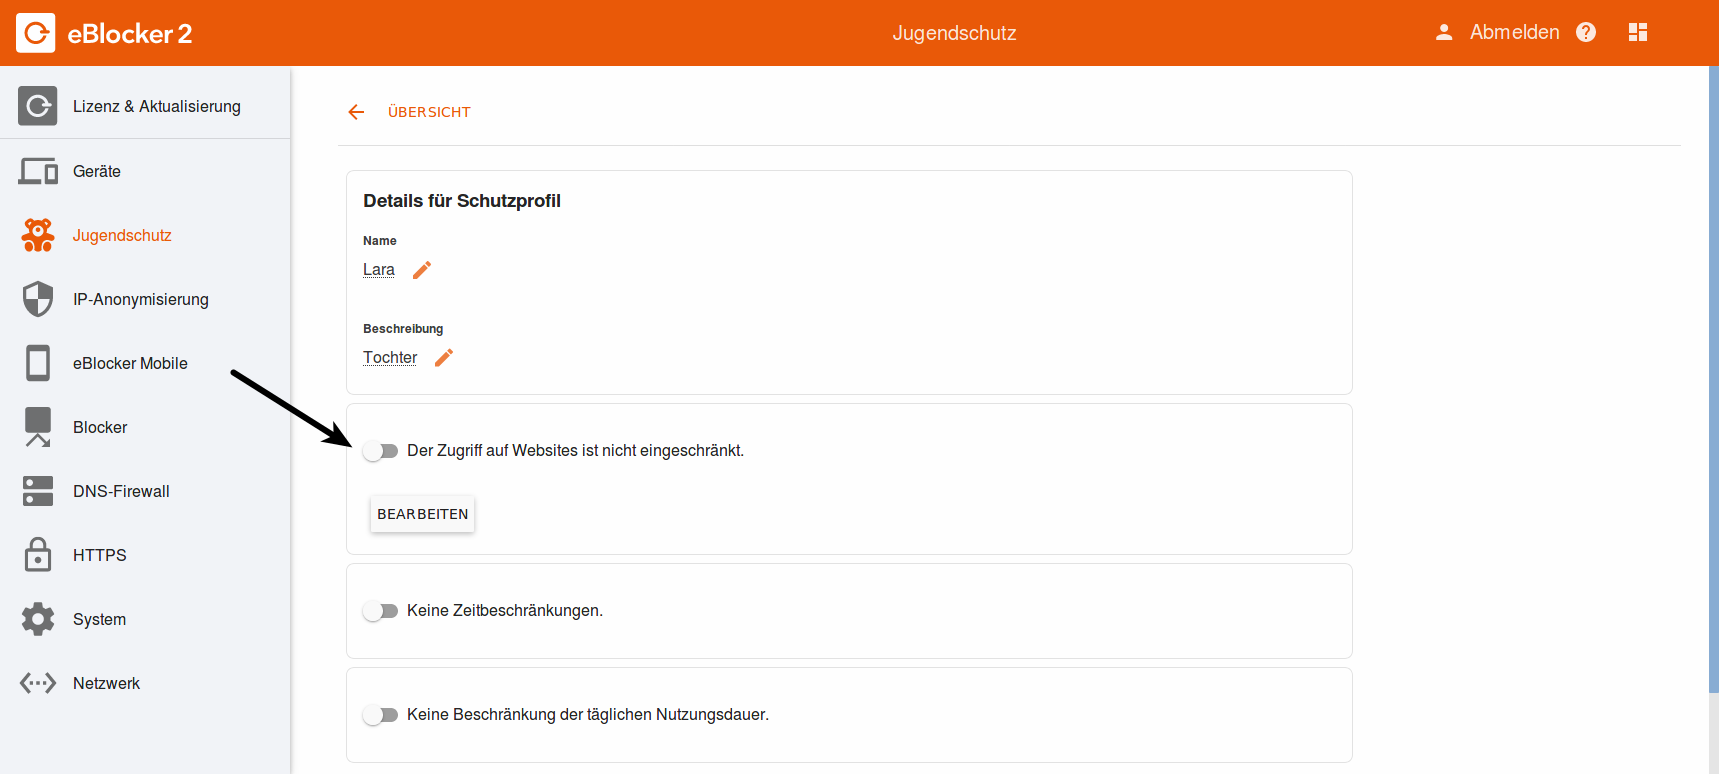 eBlocker 2
Jugendschutz
Abmelden
Lizenz & Aktualisierung
Geräte
Jugendschutz
IP-Anonymisierung
eBlocker Mobile
Blocker
DNS-Firewall
HTTPS
System
Netzwerk
ÜBERSICHT
Details für Schutzprofil
Name
Lara
Beschreibung
Tochter
Der Zugriff auf Websites ist nicht eingeschränkt.
BEARBEITEN
Keine Zeitbeschränkungen.
Keine Beschränkung der täglichen Nutzungsdauer.